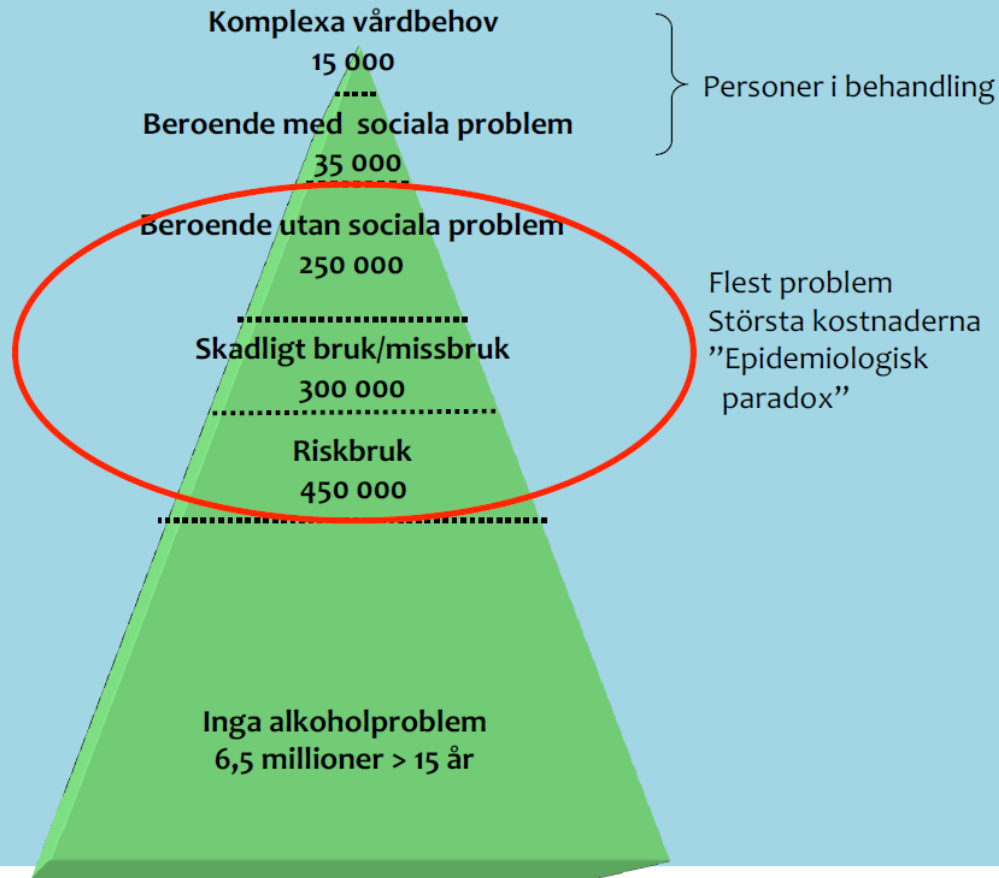 Komplexa vårdbehov
15 000
Personer i behandling
Beroende med sociala problem
35 000
Beroende utan sociala problem
250 000
Flest problem
Största kostnaderna
”Epidemiologisk
paradox”
Skadligt bruk/missbruk
300 000
Riskbruk
450 000
Inga alkoholproblem
6,5 millioner > 15 år